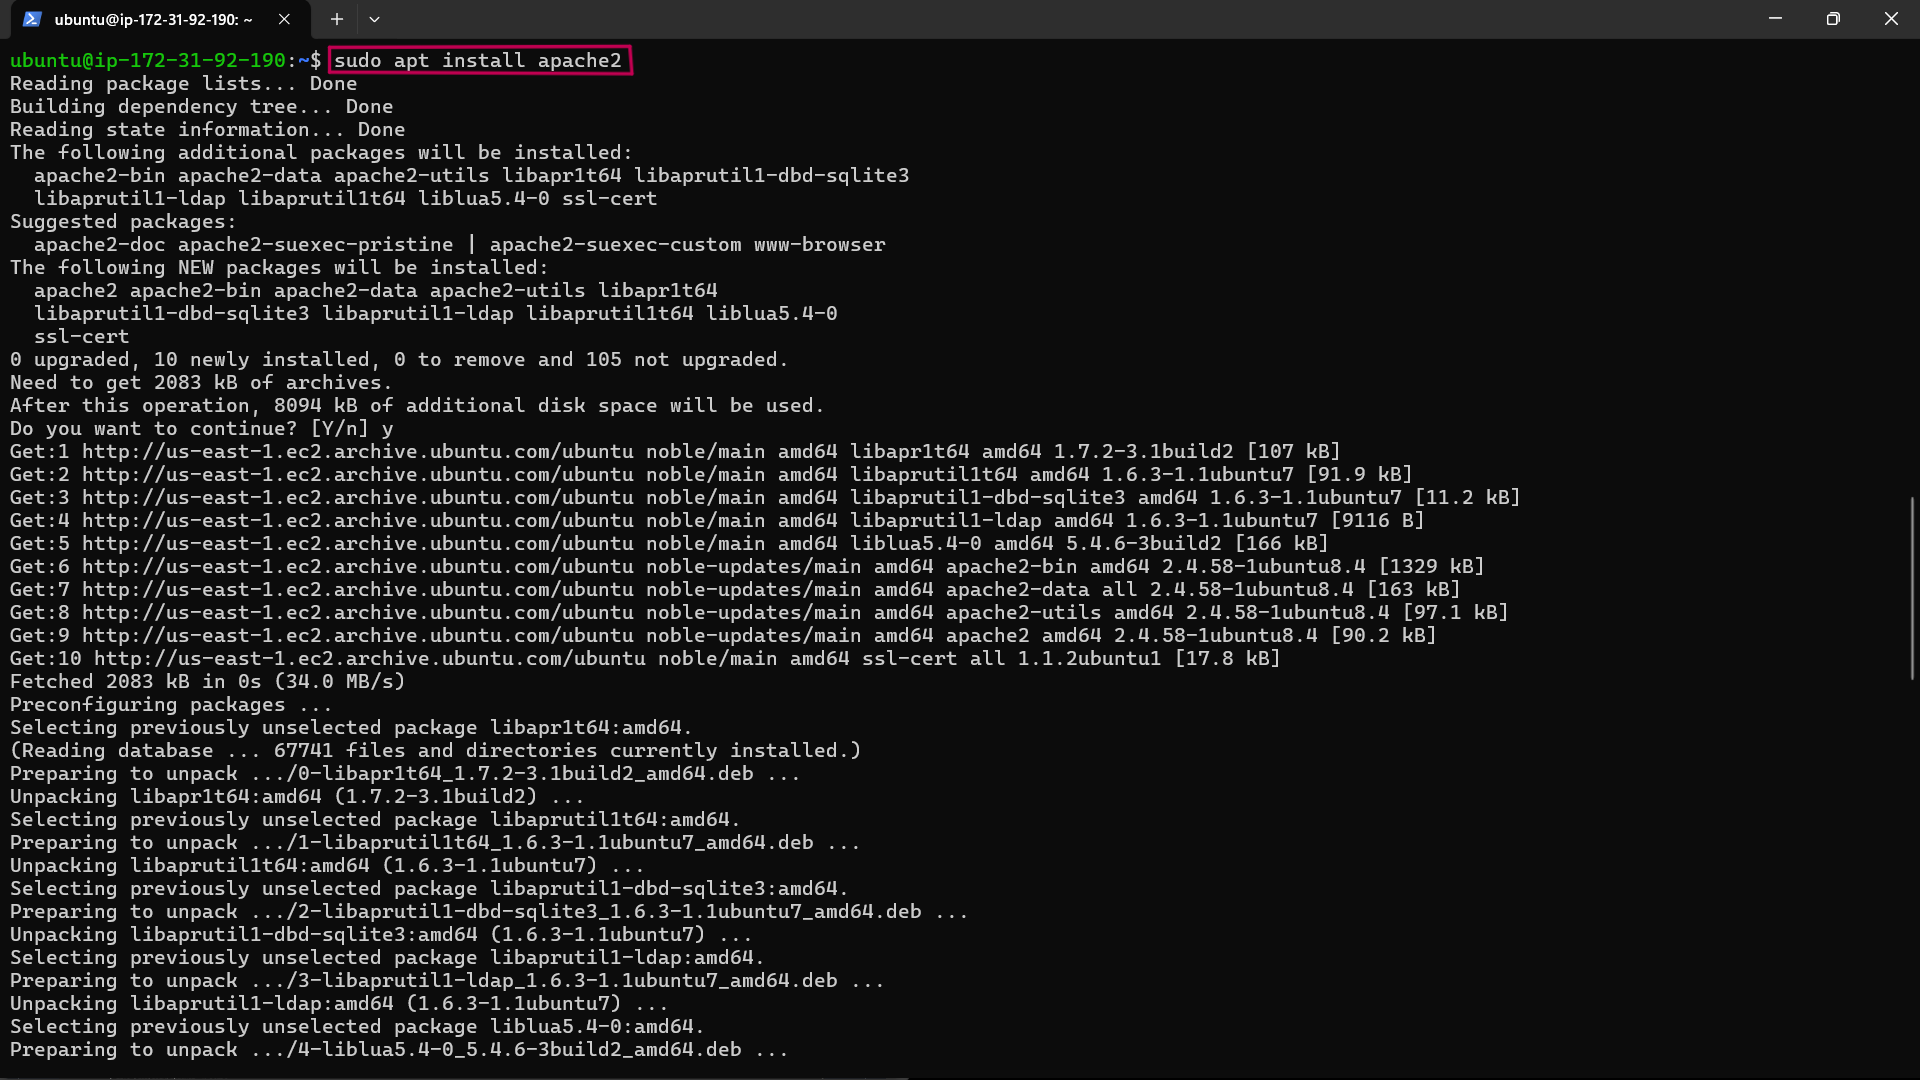 ubuntu@ip-172-31-92-190: ~
ubuntu@ip-172-31-92-190:~$ sudo apt install apache2
Reading package lists... Done
Building dependency tree... Done
Reading state information... Done
The following additional packages will be installed:
  apache2-bin apache2-data apache2-utils libapr1t64 libaprutil1-dbd-sqlite3
  libaprutil1-ldap libaprutil1t64 liblua5.4-0 ssl-cert
Suggested packages:
  apache2-doc apache2-suexec-pristine | apache2-suexec-custom www-browser
The following NEW packages will be installed:
  apache2 apache2-bin apache2-data apache2-utils libapr1t64
  libaprutil1-dbd-sqlite3 libaprutil1-ldap libaprutil1t64 liblua5.4-0
  ssl-cert
0 upgraded, 10 newly installed, 0 to remove and 105 not upgraded.
Need to get 2083 kB of archives.
After this operation, 8094 kB of additional disk space will be used.
Do you want to continue? [Y/n] y
Get:1 http://us-east-1.ec2.archive.ubuntu.com/ubuntu noble/main amd64 libapr1t64 amd64 1.7.2-3.1build2 [107 kB]
Get:2 http://us-east-1.ec2.archive.ubuntu.com/ubuntu noble/main amd64 libaprutil1t64 amd64 1.6.3-1.1ubuntu7 [91.9 kB]
Get:3 http://us-east-1.ec2.archive.ubuntu.com/ubuntu noble/main amd64 libaprutil1-dbd-sqlite3 amd64 1.6.3-1.1ubuntu7 [11.2 kB]
Get:4 http://us-east-1.ec2.archive.ubuntu.com/ubuntu noble/main amd64 libaprutil1-ldap amd64 1.6.3-1.1ubuntu7 [9116 B]
Get:5 http://us-east-1.ec2.archive.ubuntu.com/ubuntu noble/main amd64 liblua5.4-0 amd64 5.4.6-3build2 [166 kB]
Get:6 http://us-east-1.ec2.archive.ubuntu.com/ubuntu noble-updates/main amd64 apache2-bin amd64 2.4.58-1ubuntu8.4 [1329 kB]
Get:7 http://us-east-1.ec2.archive.ubuntu.com/ubuntu noble-updates/main amd64 apache2-data all 2.4.58-1ubuntu8.4 [163 kB]
Get:8 http://us-east-1.ec2.archive.ubuntu.com/ubuntu noble-updates/main amd64 apache2-utils amd64 2.4.58-1ubuntu8.4 [97.1 kB]
Get:9 http://us-east-1.ec2.archive.ubuntu.com/ubuntu noble-updates/main amd64 apache2 amd64 2.4.58-1ubuntu8.4 [90.2 kB]
Get:10 http://us-east-1.ec2.archive.ubuntu.com/ubuntu noble/main amd64 ssl-cert all 1.1.2ubuntu1 [17.8 kB]
Fetched 2083 kB in 0s (34.0 MB/s)
Preconfiguring packages ...
Selecting previously unselected package libapr1t64:amd64.
(Reading database ... 67741 files and directories currently installed.)
Preparing to unpack .../0-libapr1t64_1.7.2-3.1build2_amd64.deb ...
Unpacking libapr1t64:amd64 (1.7.2-3.1build2) ...
Selecting previously unselected package libaprutil1t64:amd64.
Preparing to unpack .../1-libaprutil1t64_1.6.3-1.1ubuntu7_amd64.deb ...
Unpacking libaprutil1t64:amd64 (1.6.3-1.1ubuntu7) ...
Selecting previously unselected package libaprutil1-dbd-sqlite3:amd64.
Preparing to unpack .../2-libaprutil1-dbd-sqlite3_1.6.3-1.1ubuntu7_amd64.deb ...
Unpacking libaprutil1-dbd-sqlite3:amd64 (1.6.3-1.1ubuntu7) ...
Selecting previously unselected package libaprutil1-ldap:amd64.
Preparing to unpack .../3-libaprutil1-ldap_1.6.3-1.1ubuntu7_amd64.deb ...
Unpacking libaprutil1-ldap:amd64 (1.6.3-1.1ubuntu7) ...
Selecting previously unselected package liblua5.4-0:amd64.
Preparing to unpack .../4-liblua5.4-0_5.4.6-3build2_amd64.deb ...